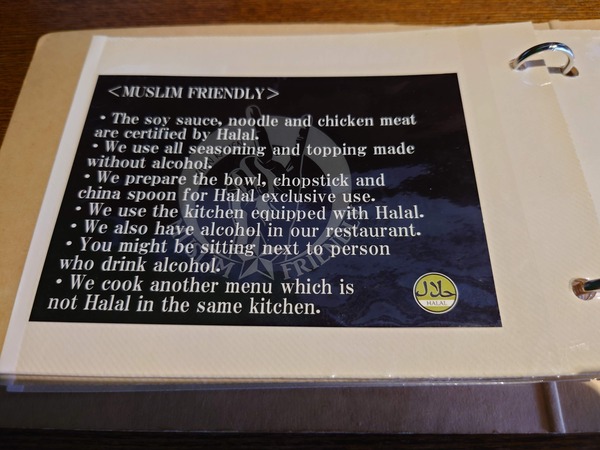 <MUSLIM FRIENDLY>
・The soy sauce, noodle and chicken meat
are certified by Halal.
・We use all seasoning and topping made
without alcohol.
・We prepare the bowl, chopstick and
china spoon for Halal exclusive use.
・We use the kitchen equipped with Halal.
・We also have alcohol in our restaurant.
・You might be sitting next to person
who drink alcohol.
・We cook another menu which is
not Halal in the same kitchen.
حلال
HALAL